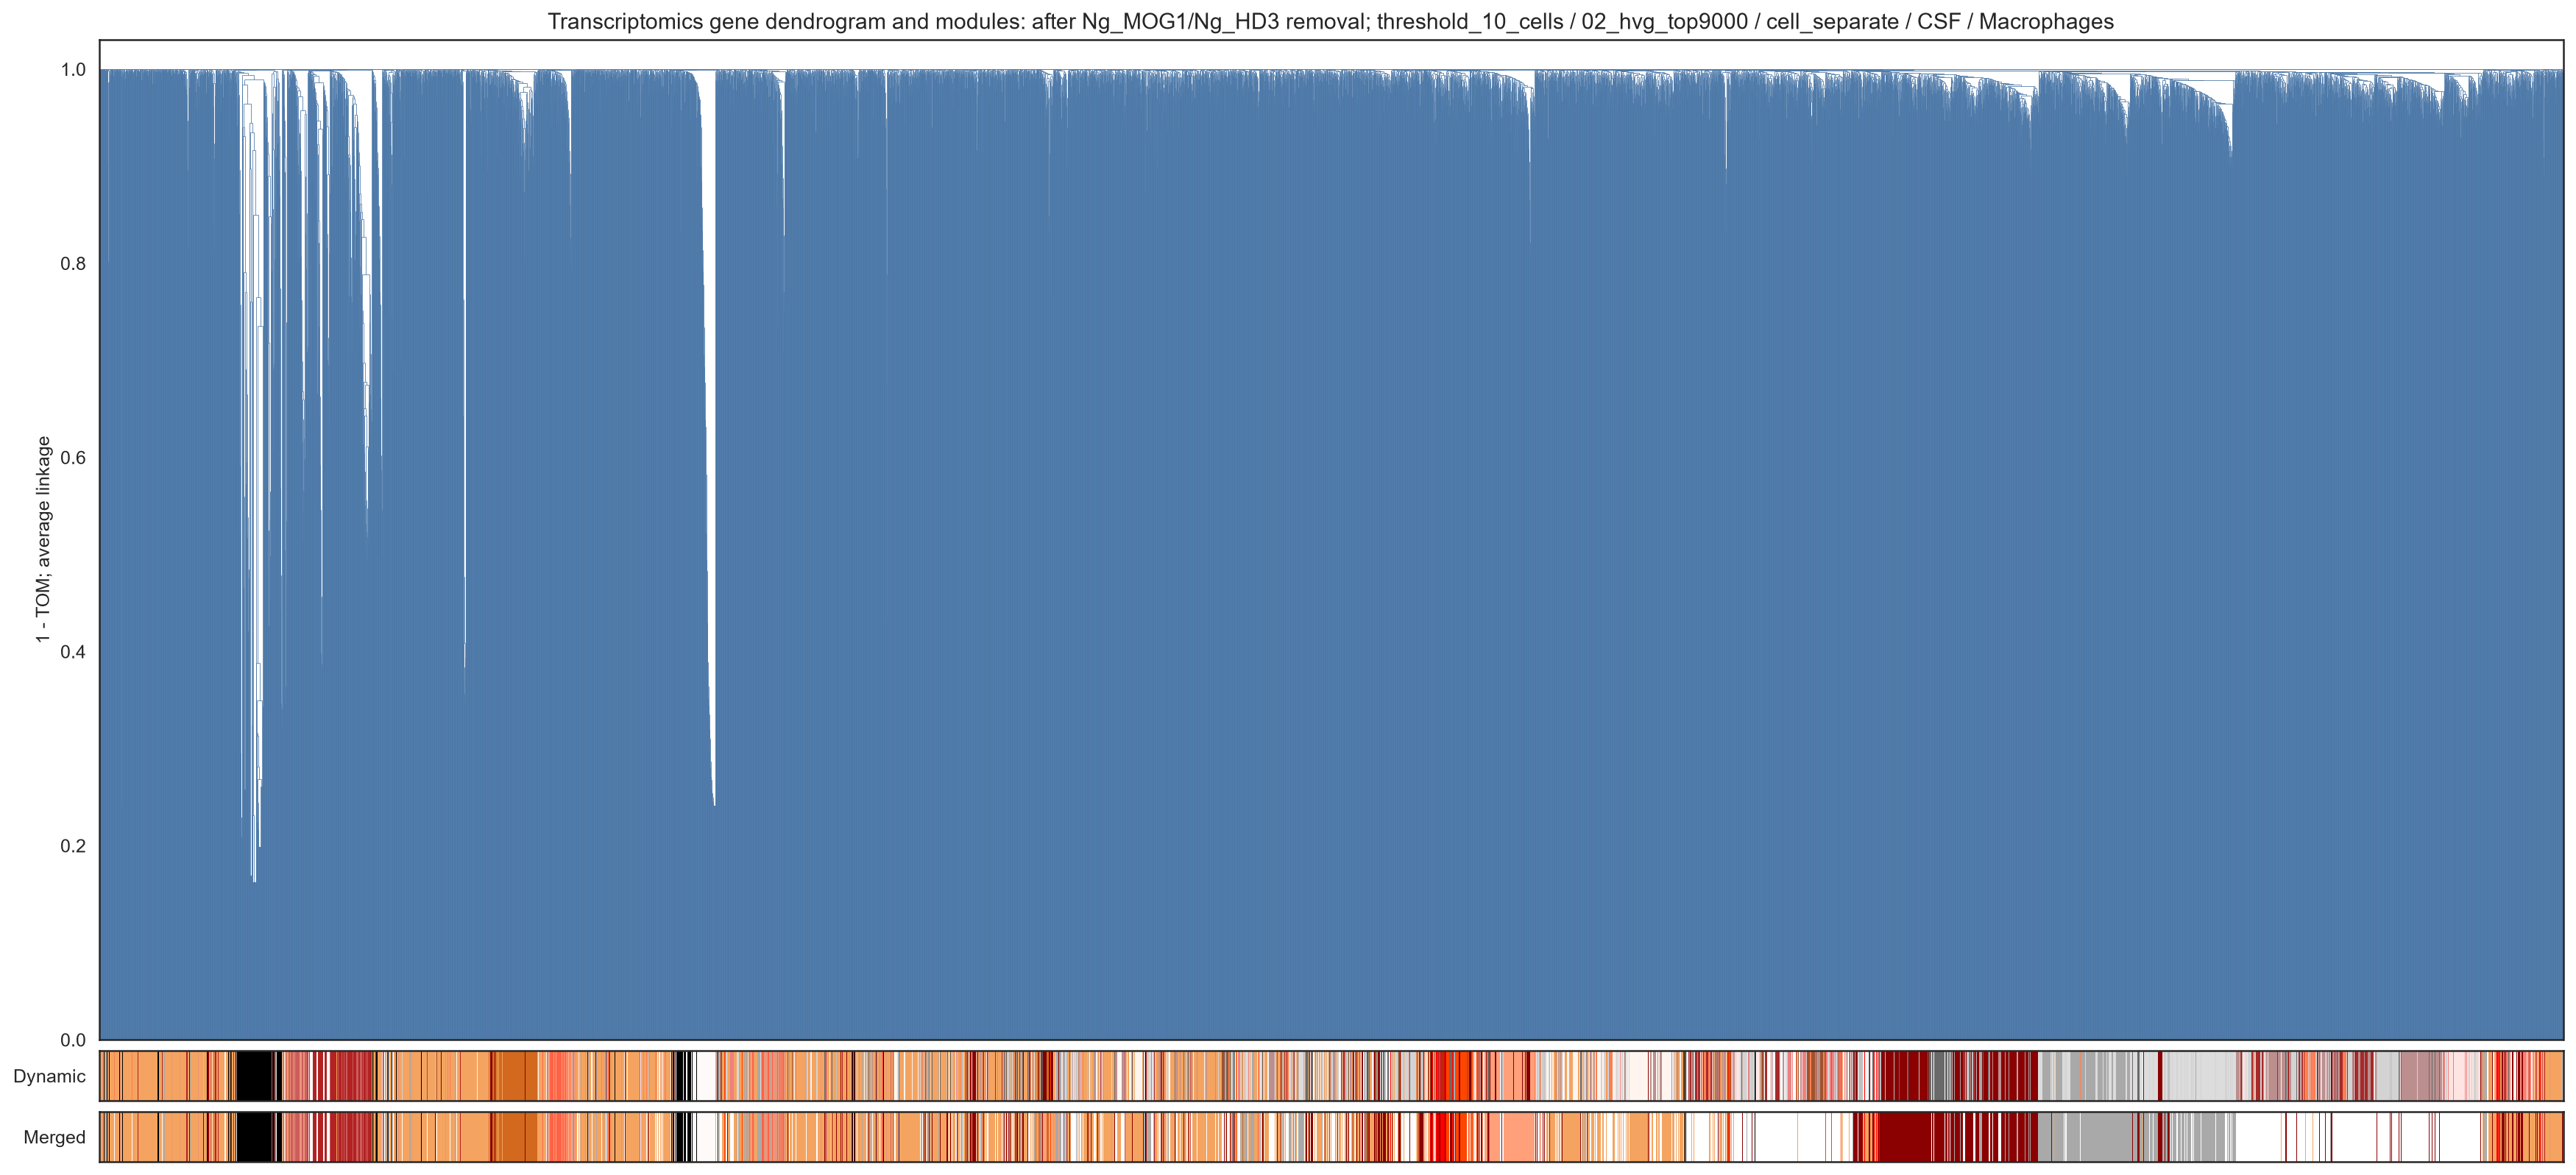 Transcriptomics gene dendrogram and modules: after Ng_MOG1/Ng_HD3 removal; threshold_10_cells / 02_hvg_top9000 / cell_separate / CSF / Macrophages
1.0
0.8
0.6
0.4
0.2
0.0
1 - TOM; average linkage
Dynamic
Merged